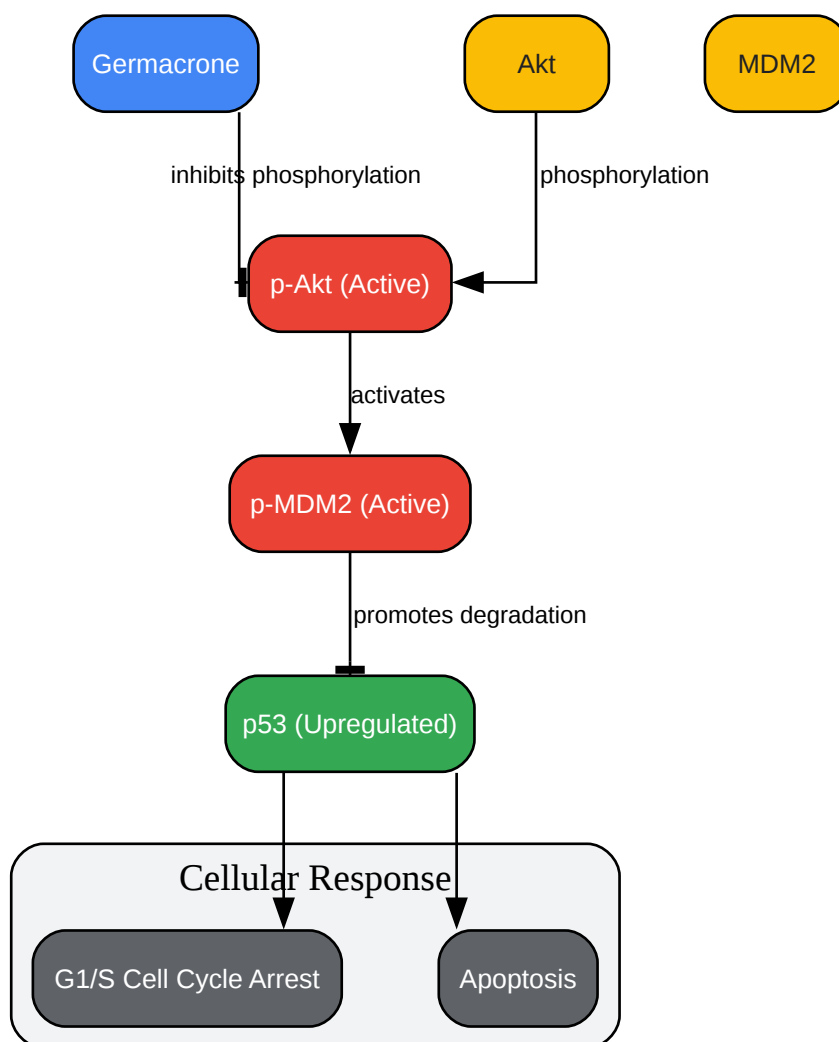 Germacrone
Akt
MDM2
inhibits phosphorylation
phosphorylation
p-Akt (Active)
activates
p-MDM2 (Active)
promotes degradation
p53 (Upregulated)
Cellular Response
G1/S Cell Cycle Arrest
Apoptosis